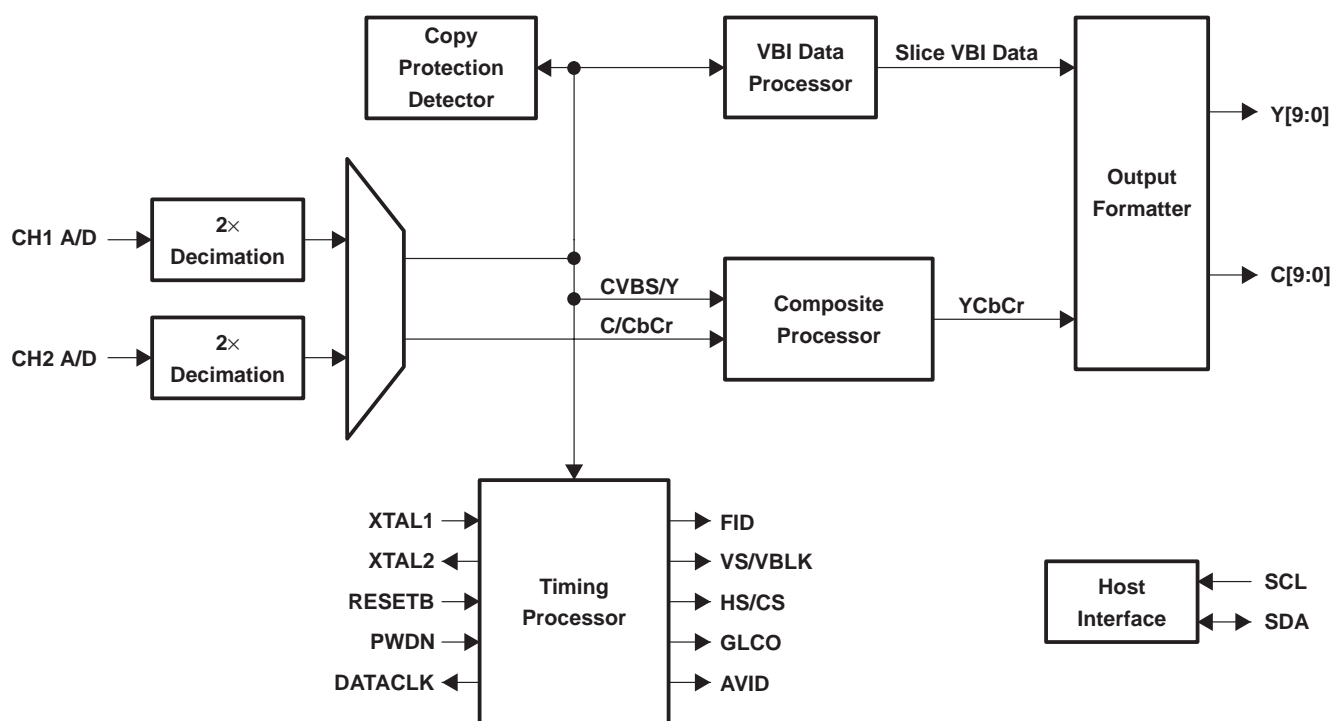 Copy
Protection
Detector
VBI Data
Processor
Slice VBI Data
Output
Formatter
Y[9:0]
C[9:0]
CH1 A/D
2×
Decimation
CH2 A/D
2×
Decimation
CVBS/Y
C/CbCr
Composite
Processor
YCbCr
XTAL1
XTAL2
RESETB
PWDN
DATACLK
Timing
Processor
FID
VS/VBLK
HS/CS
GLCO
AVID
Host
Interface
SCL
SDA